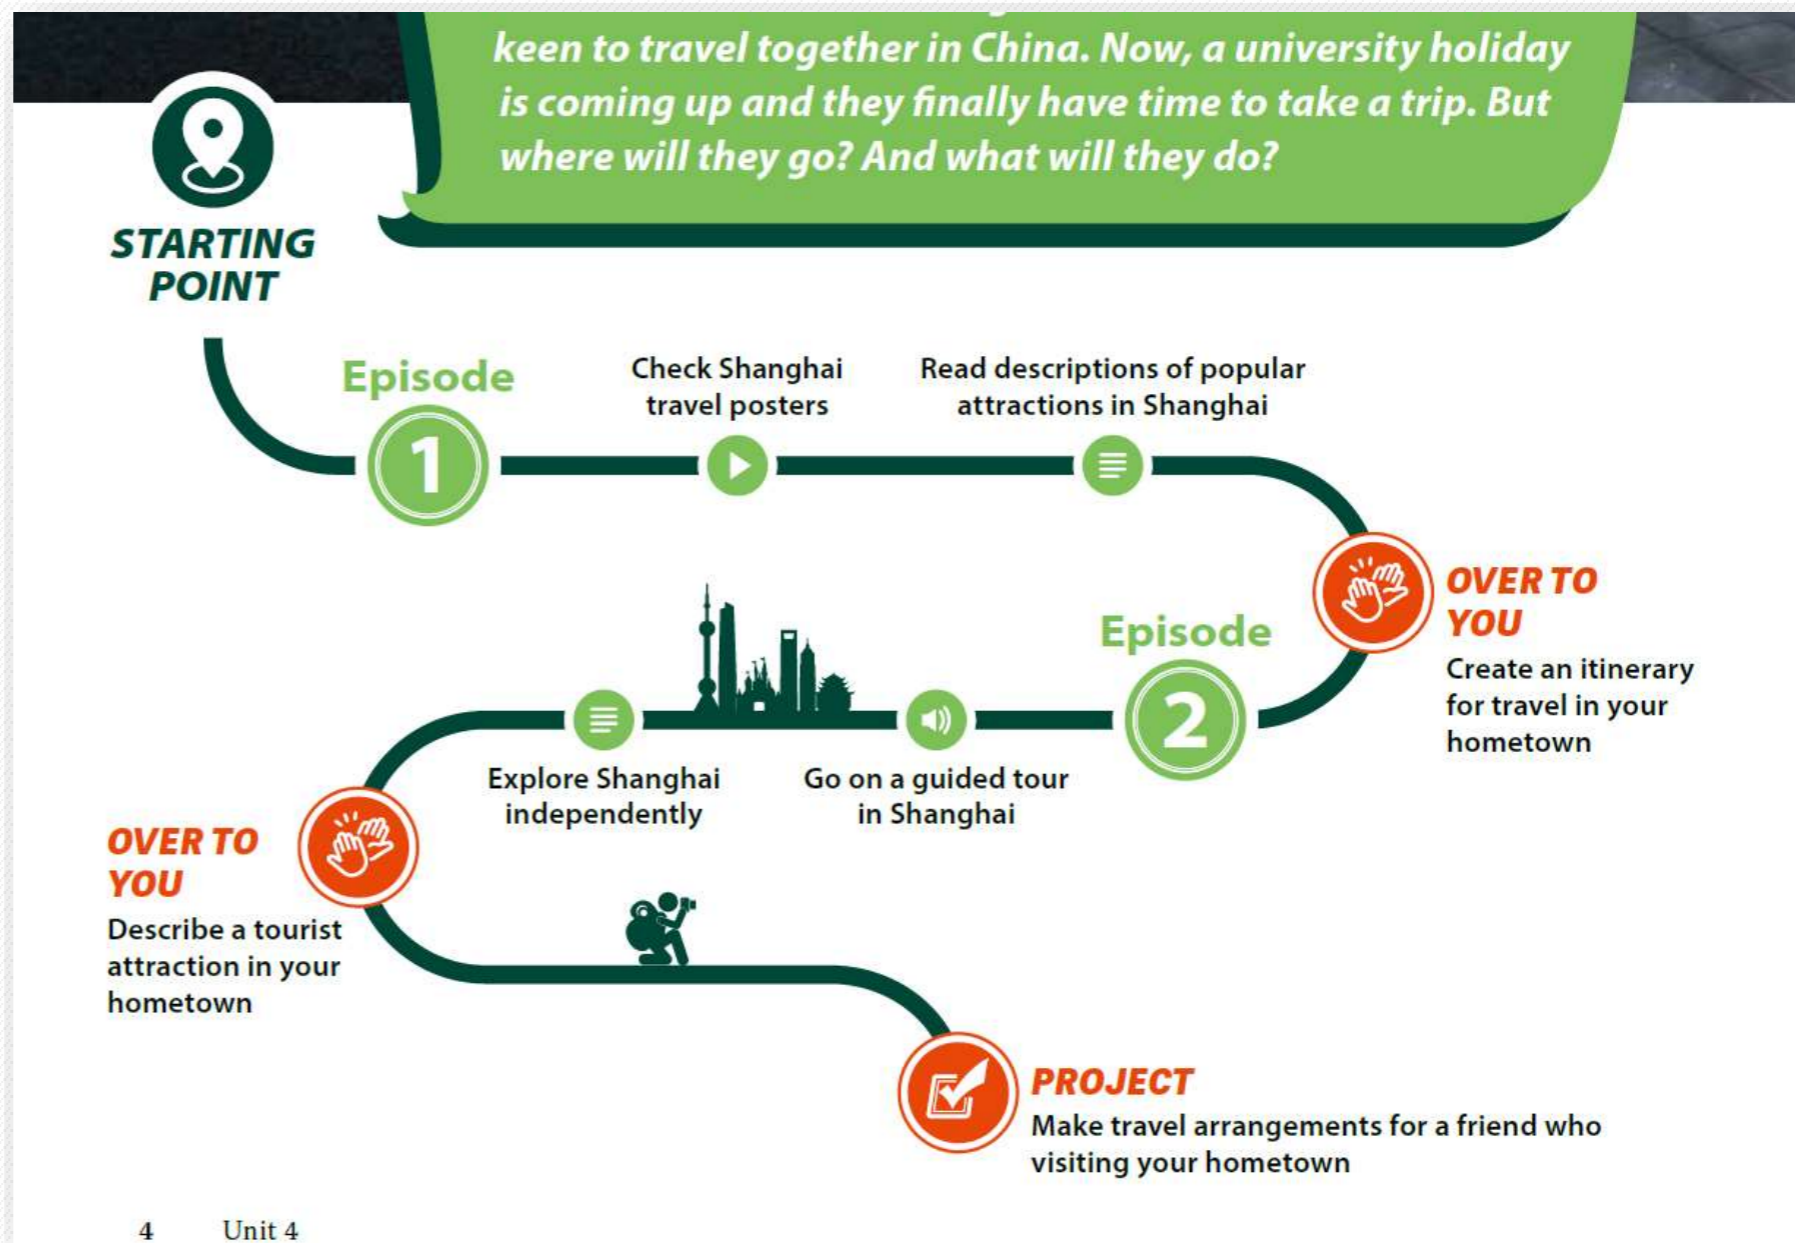 keen to travel together in China. Now, a university holiday
is coming up and they finally have time to take a trip. But
where will they go? And what will they do?
STARTING
POINT
Episode
1
Check Shanghai
travel posters
Read descriptions of popular
attractions in Shanghai
OVER TO
YOU
Create an itinerary
for travel in your
hometown
Episode
2
Go on a guided tour
in Shanghai
Explore Shanghai
independently
OVER TO
YOU
Describe a tourist
attraction in your
hometown
PROJECT
Make travel arrangements for a friend who
visiting your hometown
4 Unit 4